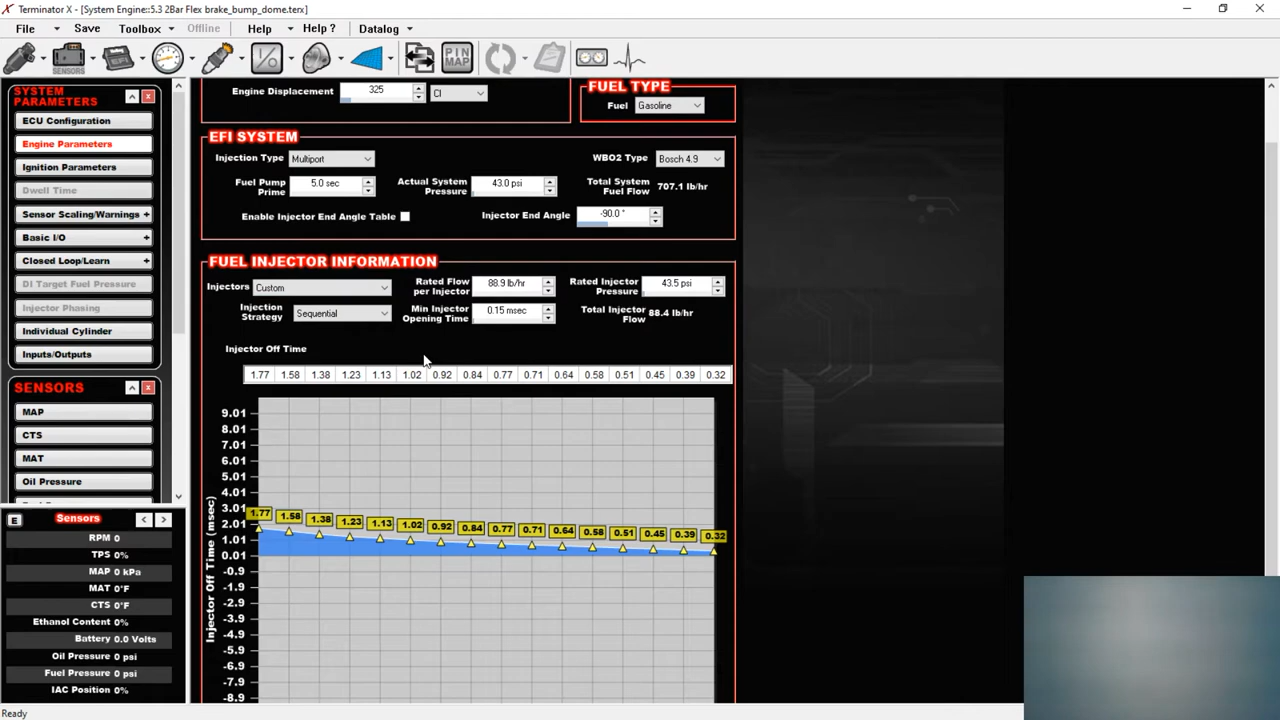 Terminator X - [System Engine::5.3 2Bar Flex brake_bump_dome.terx]
File Save Toolbox Offline Help Help ? Datalog
SENSORS EFI I/O PIN MAP
SYSTEM PARAMETERS
ECU Configuration
Engine Parameters
Ignition Parameters
Dwell Time
Sensor Scaling/Warnings +
Basic I/O +
Closed Loop/Learn +
DI Target Fuel Pressure
Injector Phasing
Individual Cylinder
Inputs/Outputs
SENSORS
MAP
CTS
MAT
Oil Pressure
E Sensors < >
RPM 0
TPS 0%
MAP 0 kPa
MAT 0°F
CTS 0°F
Ethanol Content 0%
Battery 0.0 Volts
Oil Pressure 0 psi
Fuel Pressure 0 psi
IAC Position 0%
Engine Displacement 325 CI
FUEL TYPE
Fuel Gasoline
EFI SYSTEM
Injection Type Multiport
WBO2 Type Bosch 4.9
Fuel Pump Prime 5.0 sec
Actual System Pressure 43.0 psi
Total System Fuel Flow 707.1 lb/hr
Enable Injector End Angle Table
Injector End Angle -90.0 °
FUEL INJECTOR INFORMATION
Injectors Custom
Rated Flow per Injector 88.9 lb/hr
Rated Injector Pressure 43.5 psi
Injection Strategy Sequential
Min Injector Opening Time 0.15 msec
Total Injector Flow 88.4 lb/hr
Injector Off Time
1.77 1.58 1.38 1.23 1.13 1.02 0.92 0.84 0.77 0.71 0.64 0.58 0.51 0.45 0.39 0.32
Injector Off Time (msec)
9.01
8.01
7.01
6.01
5.01
4.01
3.01
2.01
1.01
0.01
-0.9
-1.9
-2.9
-3.9
-4.9
-5.9
-6.9
-7.9
-8.9
1.77 1.58 1.38 1.23 1.13 1.02 0.92 0.84 0.77 0.71 0.64 0.58 0.51 0.45 0.39 0.32
Ready